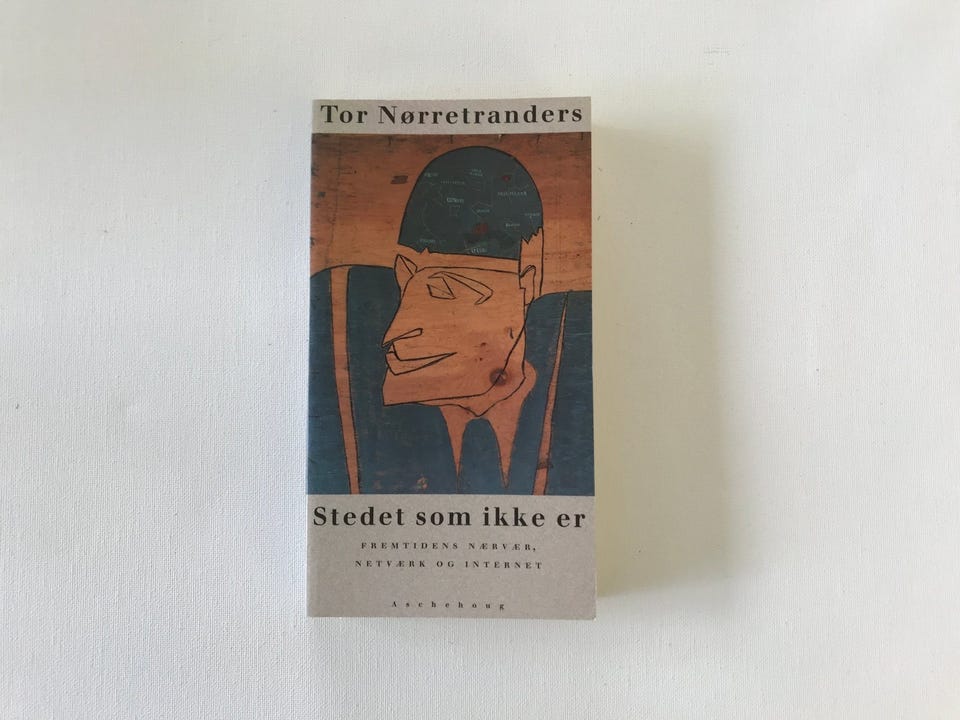 Tor Nørretranders
Stedet som ikke er
FREMTIDENS NÆRVÆR,
NETVÆRK OG INTERNET
Aschehoug